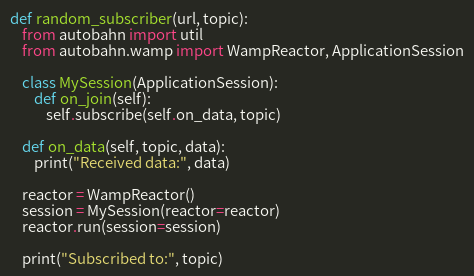 def random_subscriber(url, topic):
    from autobahn import util
    from autobahn.wamp import WampReactor, ApplicationSession

    class MySession(ApplicationSession):
        def on_join(self):
            self.subscribe(self.on_data, topic)

    def on_data(self, topic, data):
        print("Received data:", data)

    reactor = WampReactor()
    session = MySession(reactor=reactor)
    reactor.run(session=session)

    print("Subscribed to:", topic)